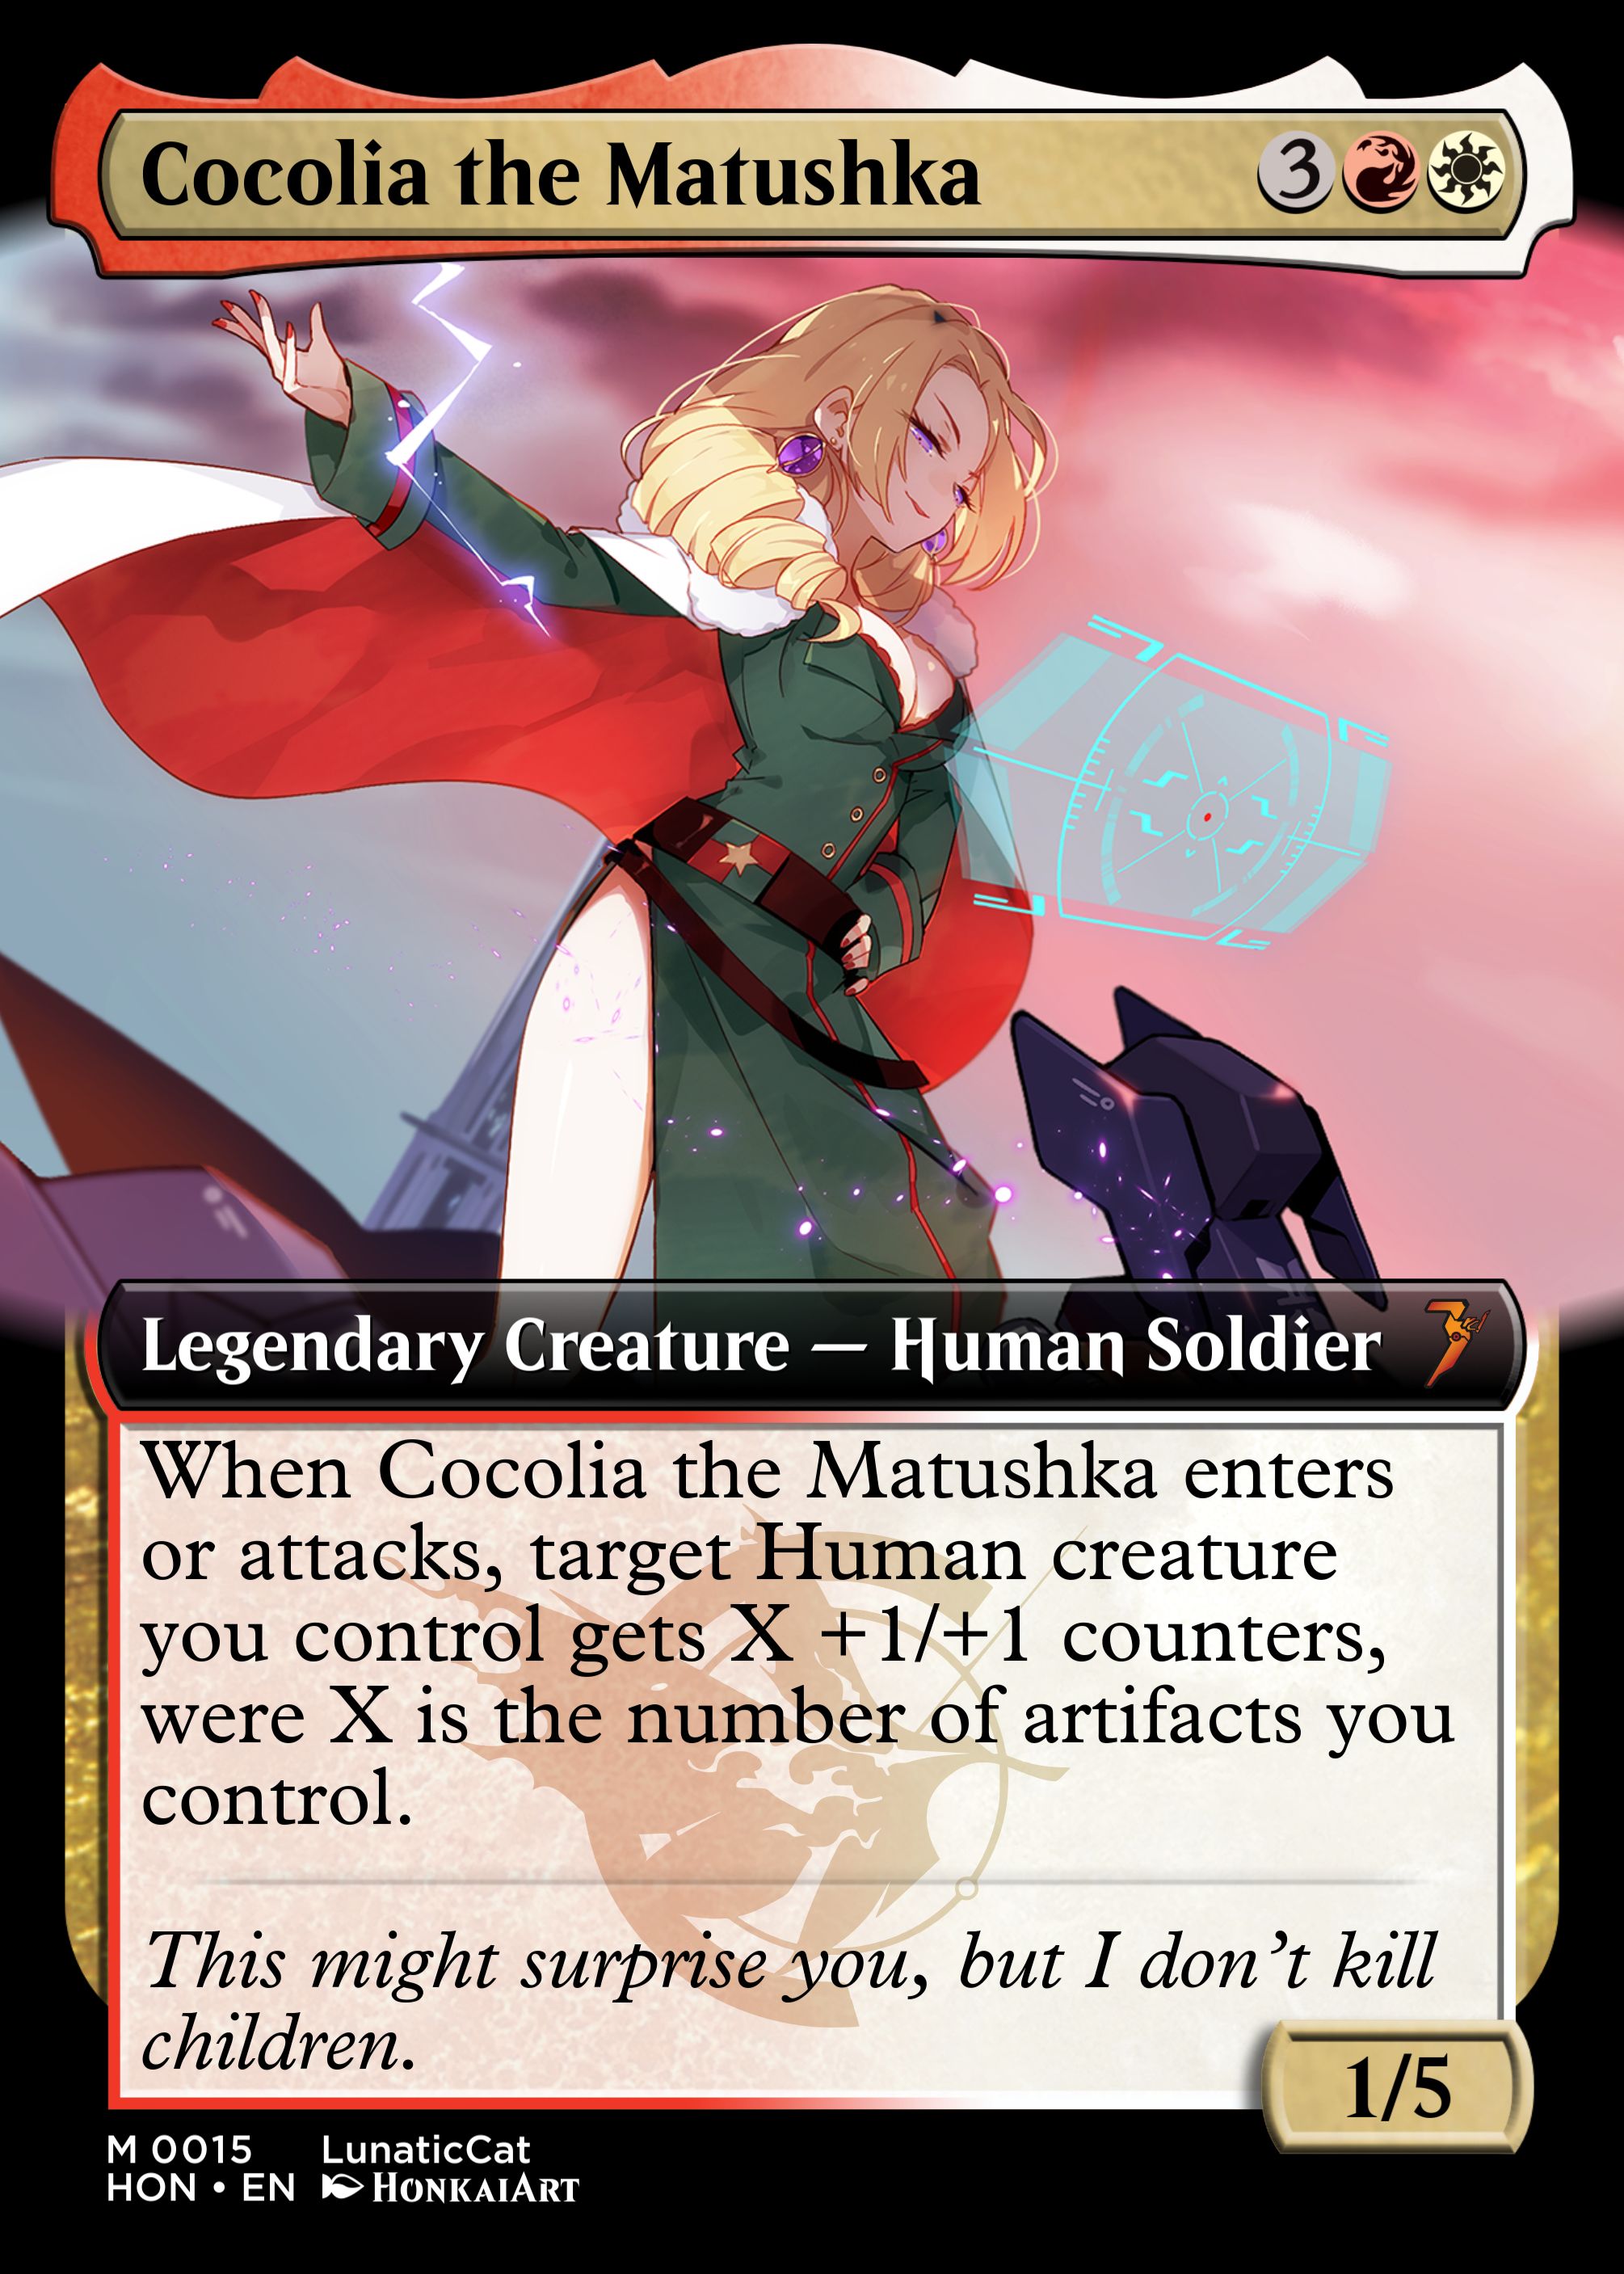 Cocolia the Matushka 3
Legendary Creature — Human Soldier
When Cocolia the Matushka enters
or attacks, target Human creature
you control gets X +1/+1 counters,
were X is the number of artifacts you
control.
This might surprise you, but I don't kill
children.
1/5
M 0015 LunaticCat
HON • EN HONKAIART